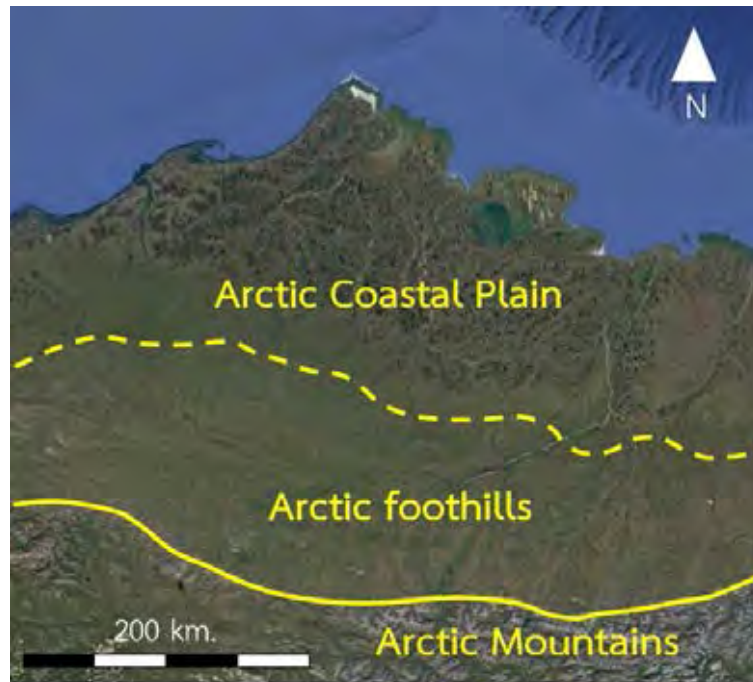 N
Arctic Coastal Plain
Arctic foothills
200 km.
Arctic Mountains